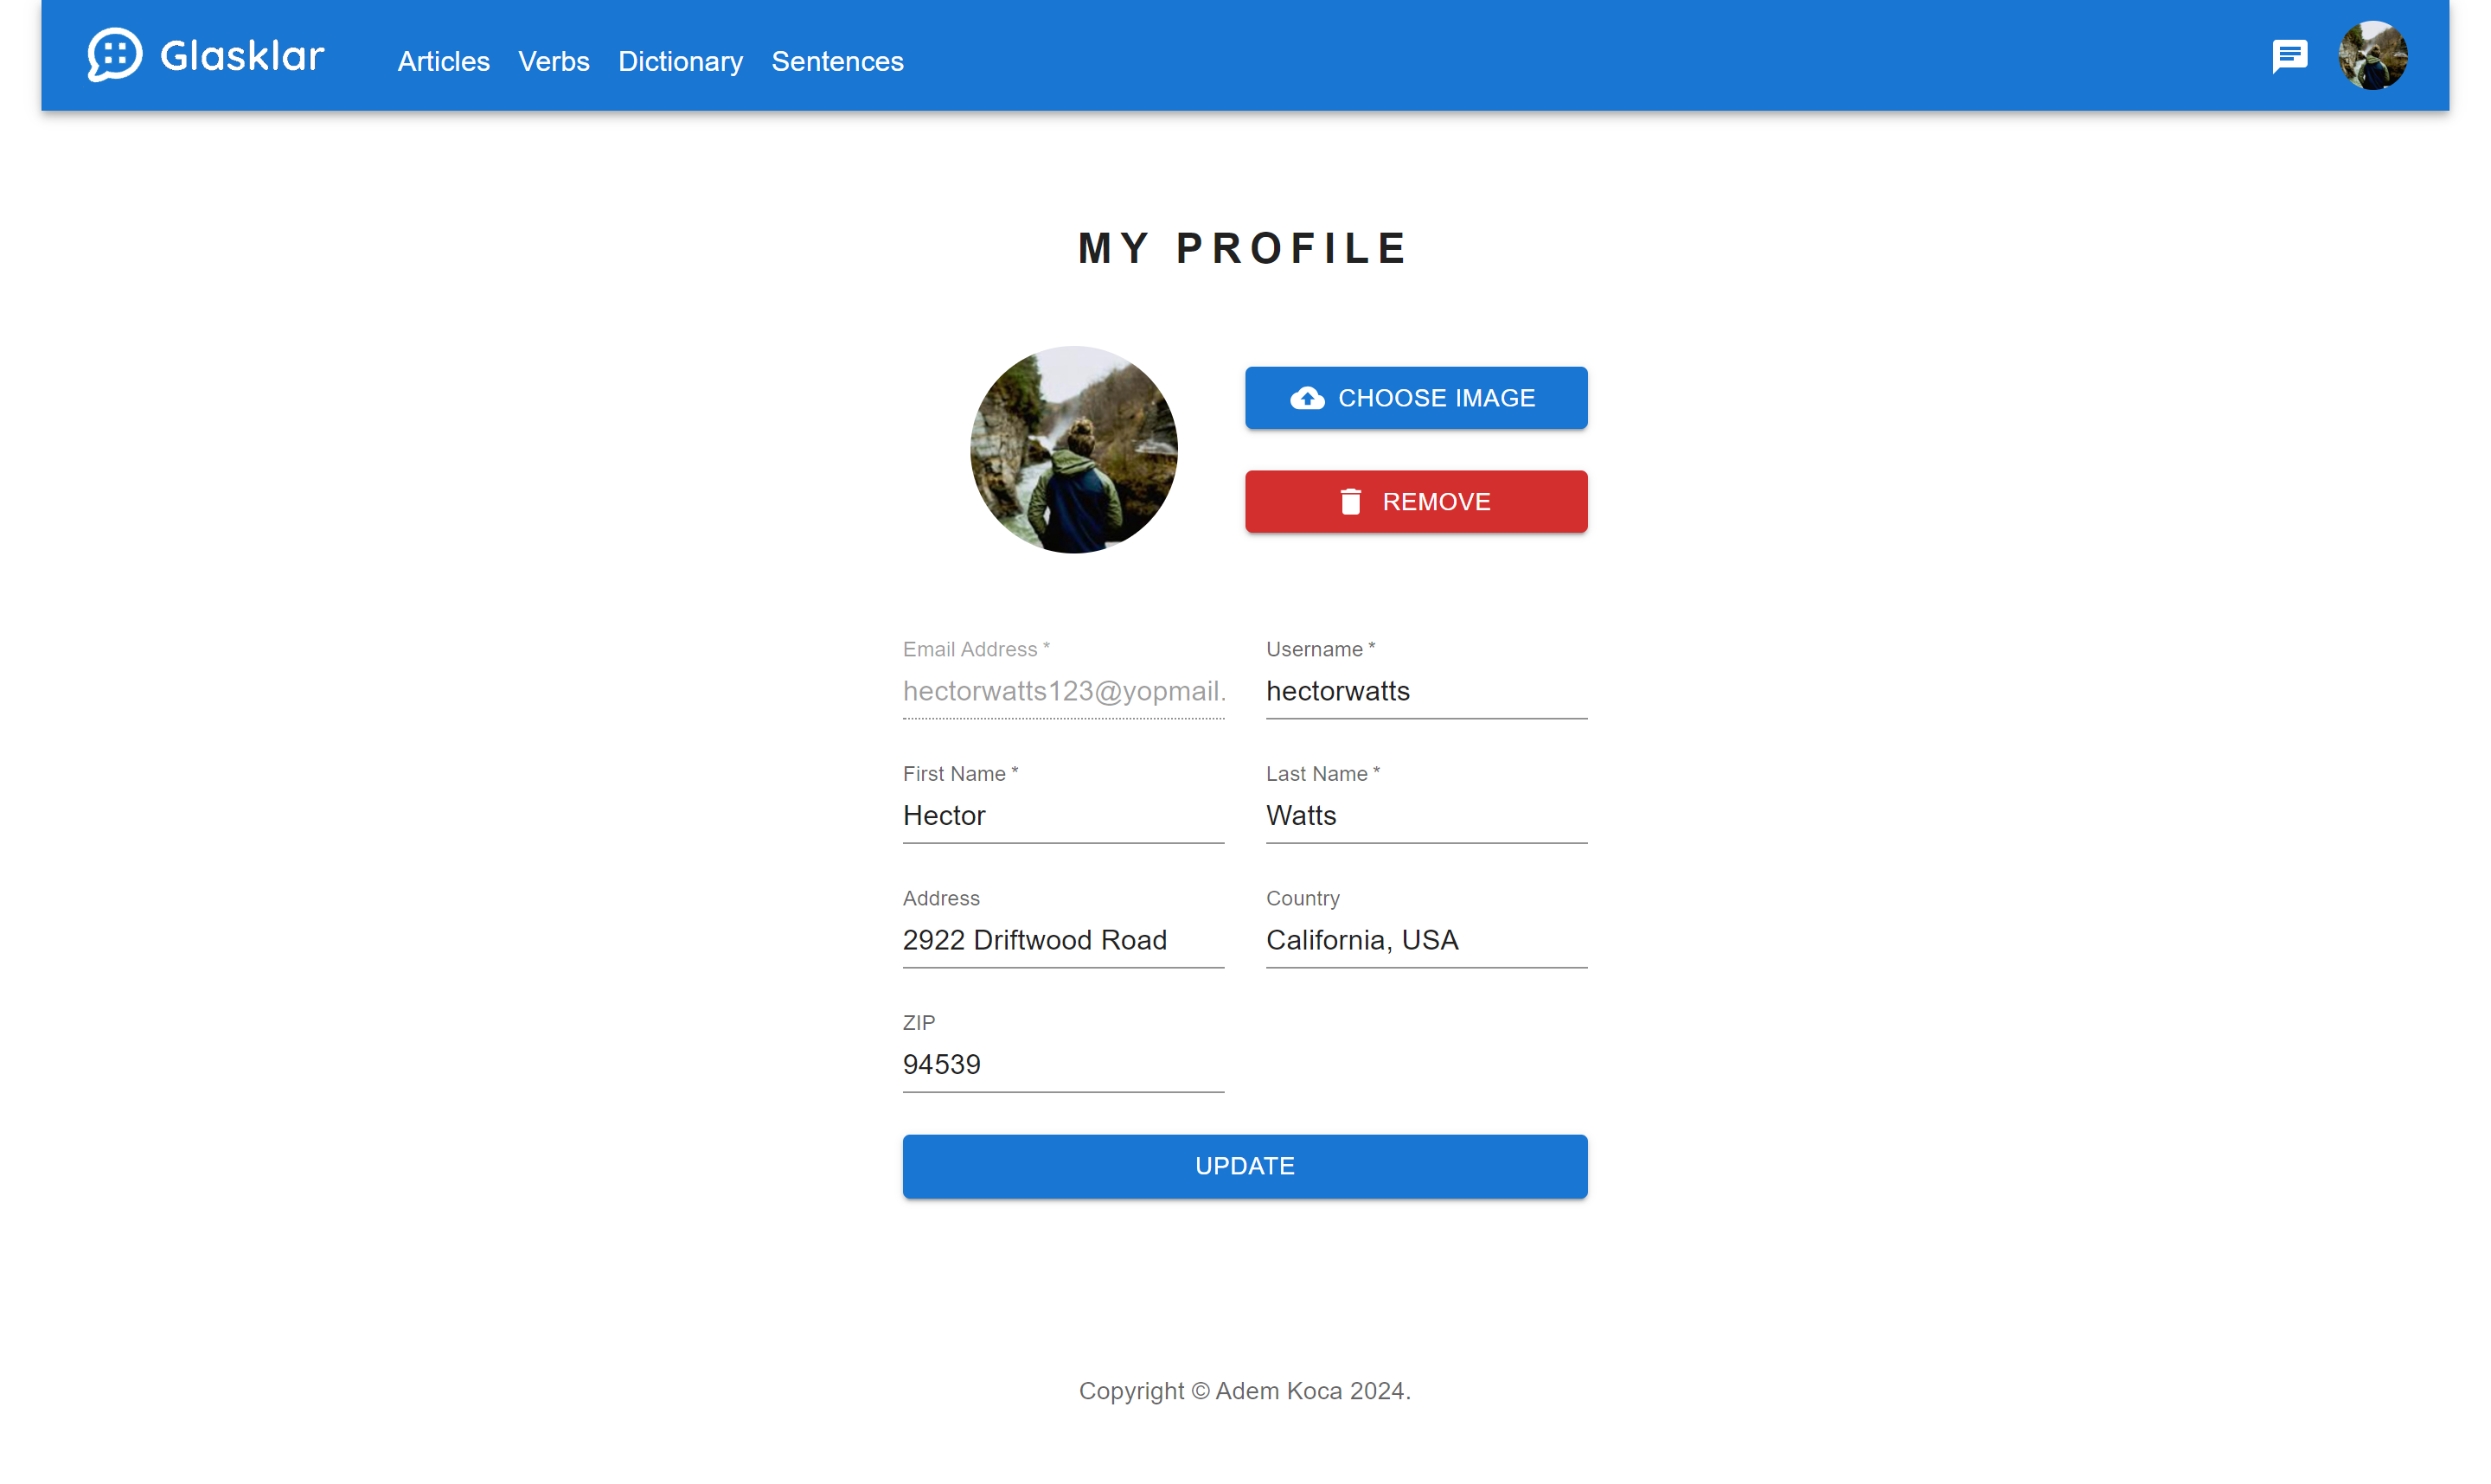 Glasklar Articles Verbs Dictionary Sentences
MY PROFILE
CHOOSE IMAGE
REMOVE
Email Address * Username *
hectorwatts123@yopmail. hectorwatts
First Name * Last Name *
Hector Watts
Address Country
2922 Driftwood Road California, USA
ZIP
94539
UPDATE
Copyright © Adem Koca 2024.